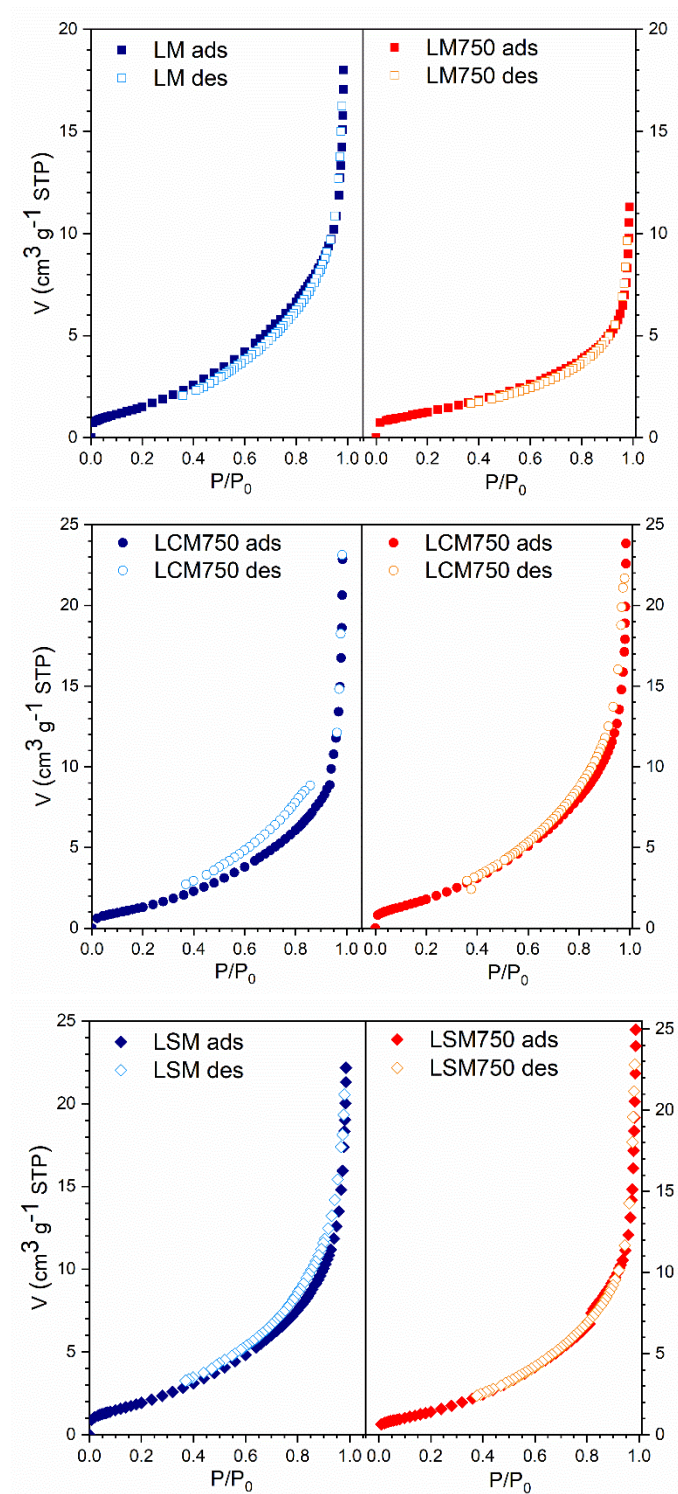 LM ads
LM des
LM750 ads
LM750 des
20
15
10
5
0
20
15
10
5
0
V (cm³ g⁻¹ STP)
0.0 0.2 0.4 0.6 0.8 1.0
0.0 0.2 0.4 0.6 0.8 1.0
P/P₀
P/P₀
LCM750 ads
LCM750 des
LCM750 ads
LCM750 des
25
20
15
10
5
0
25
20
15
10
5
0
V (cm³ g⁻¹ STP)
0.0 0.2 0.4 0.6 0.8 1.0
0.0 0.2 0.4 0.6 0.8 1.0
P/P₀
P/P₀
LSM ads
LSM des
LSM750 ads
LSM750 des
25
20
15
10
5
0
25
20
15
10
5
0
V (cm³ g⁻¹ STP)
0.0 0.2 0.4 0.6 0.8 1.0
0.0 0.2 0.4 0.6 0.8 1.0
P/P₀
P/P₀